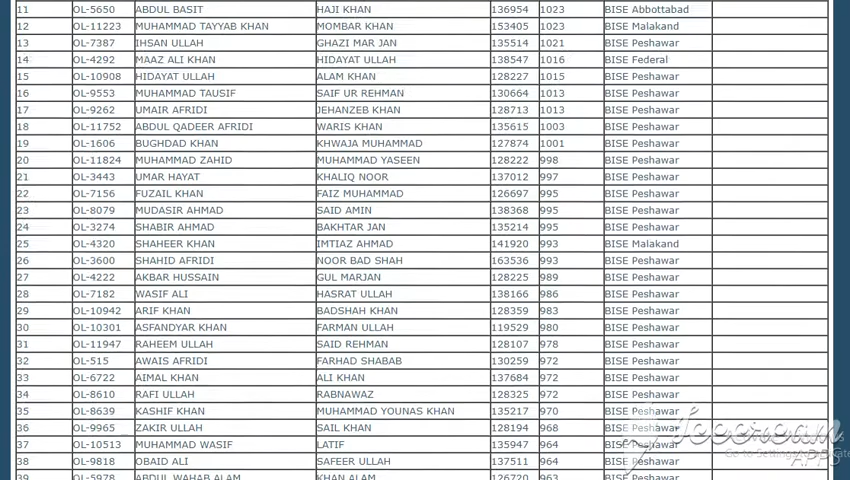 11 OL-5650 ABDUL BASIT HAJI KHAN 136954 1023 BISE Abbottabad
12 OL-11223 MUHAMMAD TAYYAB KHAN MOMBAR KHAN 153405 1023 BISE Malakand
13 OL-7387 IHSAN ULLAH GHAZI MAR JAN 135514 1021 BISE Peshawar
14 OL-4292 MAAZ ALI KHAN HIDAYAT ULLAH 138547 1016 BISE Federal
15 OL-10908 HIDAYAT ULLAH ALAM KHAN 128227 1015 BISE Peshawar
16 OL-9553 MUHAMMAD TAUSIF SAIF UR REHMAN 130664 1013 BISE Peshawar
17 OL-9262 UMAIR AFRIDI JEHANZEB KHAN 128713 1013 BISE Peshawar
18 OL-11752 ABDUL QADEER AFRIDI WARIS KHAN 135615 1003 BISE Peshawar
19 OL-1606 BUGHDAD KHAN KHWAJA MUHAMMAD 127874 1001 BISE Peshawar
20 OL-11824 MUHAMMAD ZAHID MUHAMMAD YASEEN 128222 998 BISE Peshawar
21 OL-3443 UMAR HAYAT KHALIQ NOOR 137012 997 BISE Peshawar
22 OL-7156 FUZAIL KHAN FAIZ MUHAMMAD 126697 995 BISE Peshawar
23 OL-8079 MUDASIR AHMAD SAID AMIN 138368 995 BISE Peshawar
24 OL-3274 SHABIR AHMAD BAKHTAR JAN 135214 995 BISE Peshawar
25 OL-4320 SHAHEER KHAN IMTIAZ AHMAD 141920 993 BISE Malakand
26 OL-3600 SHAHID AFRIDI NOOR BAD SHAH 163536 993 BISE Peshawar
27 OL-4222 AKBAR HUSSAIN GUL MARJAN 128225 989 BISE Peshawar
28 OL-7182 WASIF ALI HASRAT ULLAH 138166 986 BISE Peshawar
29 OL-10942 ARIF KHAN BADSHAH KHAN 128359 983 BISE Peshawar
30 OL-10301 ASFANDYAR KHAN FARMAN ULLAH 119529 980 BISE Peshawar
31 OL-11947 RAHEEM ULLAH SAID REHMAN 128107 978 BISE Peshawar
32 OL-515 AWAIS AFRIDI FARHAD SHABAB 130259 972 BISE Peshawar
33 OL-6722 AIMAL KHAN ALI KHAN 137684 972 BISE Peshawar
34 OL-8610 RAFI ULLAH RABNAWAZ 128325 972 BISE Peshawar
35 OL-8639 KASHIF KHAN MUHAMMAD YOUNAS KHAN 135217 970 BISE Peshawar
36 OL-9965 ZAKIR ULLAH SAIL KHAN 128194 968 BISE Peshawar
37 OL-10513 MUHAMMAD WASIF LATIF 135947 964 BISE Peshawar
38 OL-9818 OBAID ALI SAFEER ULLAH 137511 964 BISE Peshawar
39 OL-5978 ABDUL WAHAB ALAM KHAN ALAM 126720 963 BISE Peshawar
Go to Settings
APPS